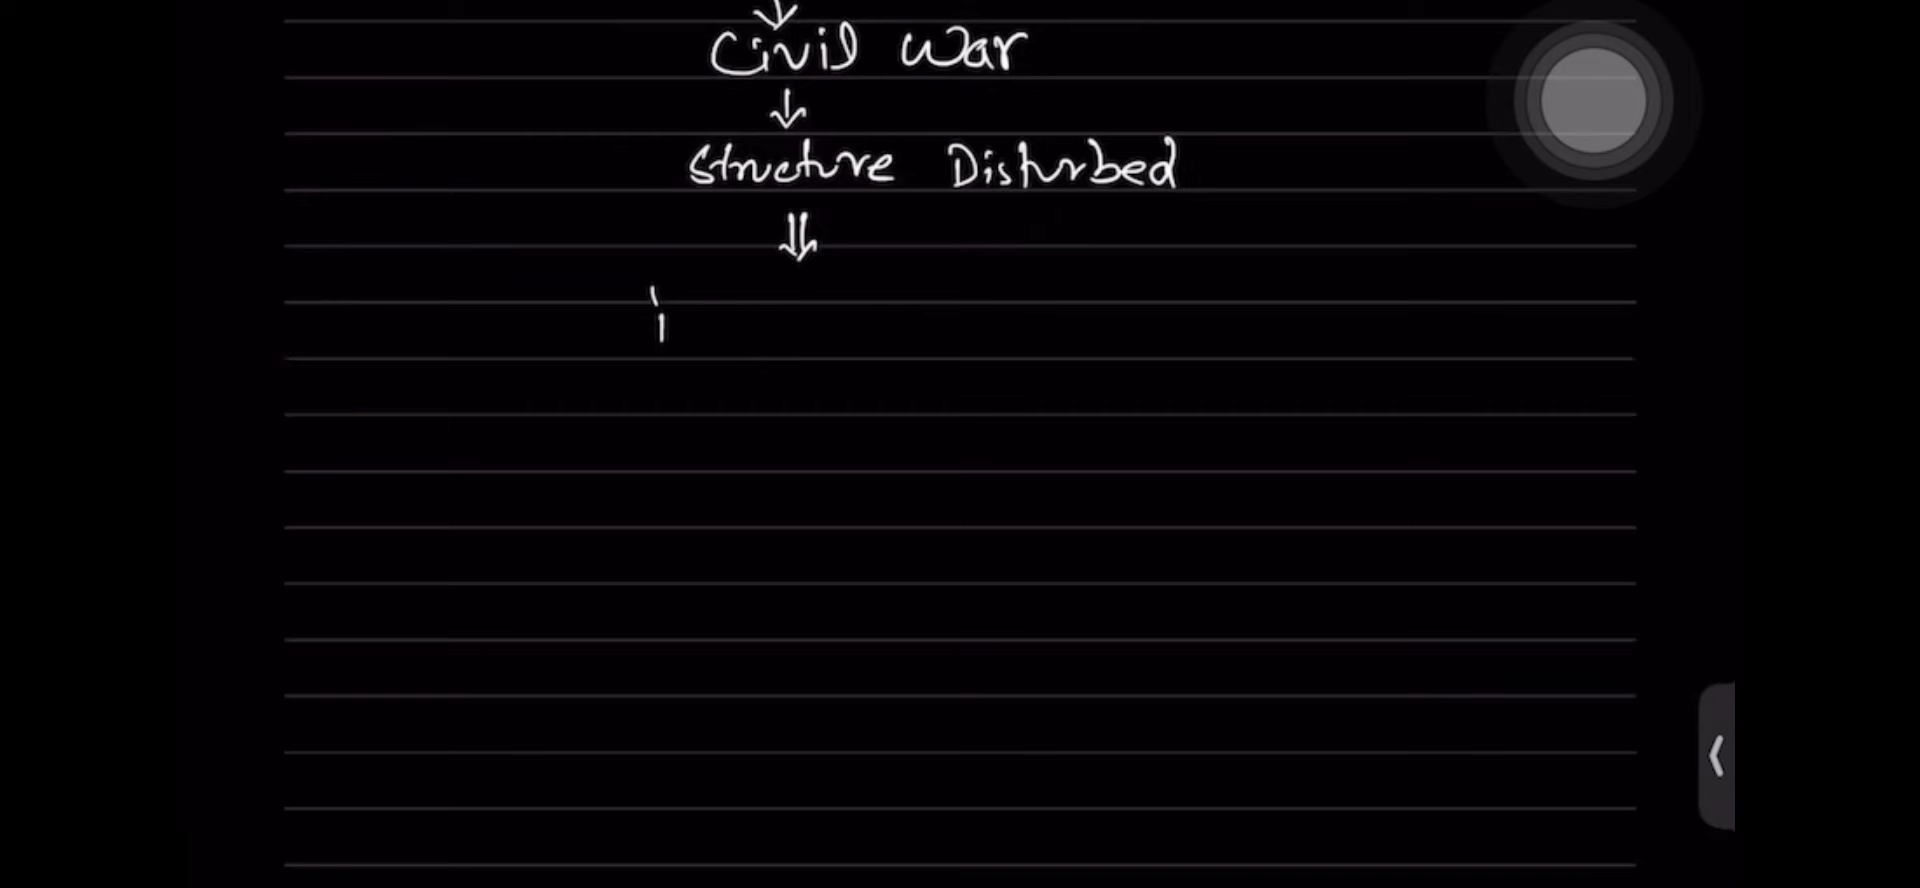 ↓
Civil War
↓
Structure Disturbed
⇓